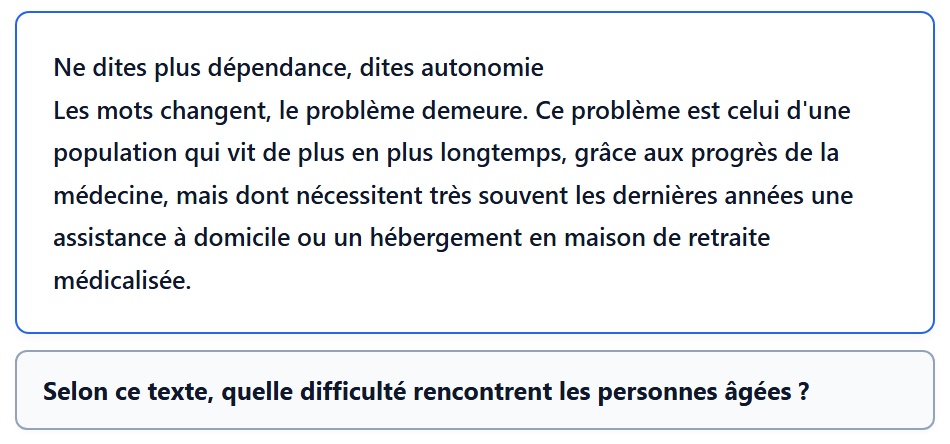 Ne dites plus dépendance, dites autonomie
Les mots changent, le problème demeure. Ce problème est celui d'une
population qui vit de plus en plus longtemps, grâce aux progrès de la
médecine, mais dont nécessitent très souvent les dernières années une
assistance à domicile ou un hébergement en maison de retraite
médicalisée.
Selon ce texte, quelle difficulté rencontrent les personnes âgées ?